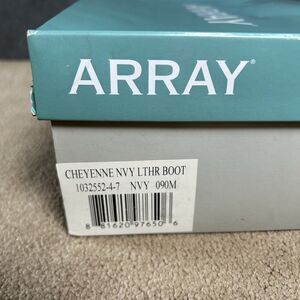 ARRAY
CHEYENNE NVY LTHR BOOT
1032552-4-7 NVY 090M
8 81620 97650 6